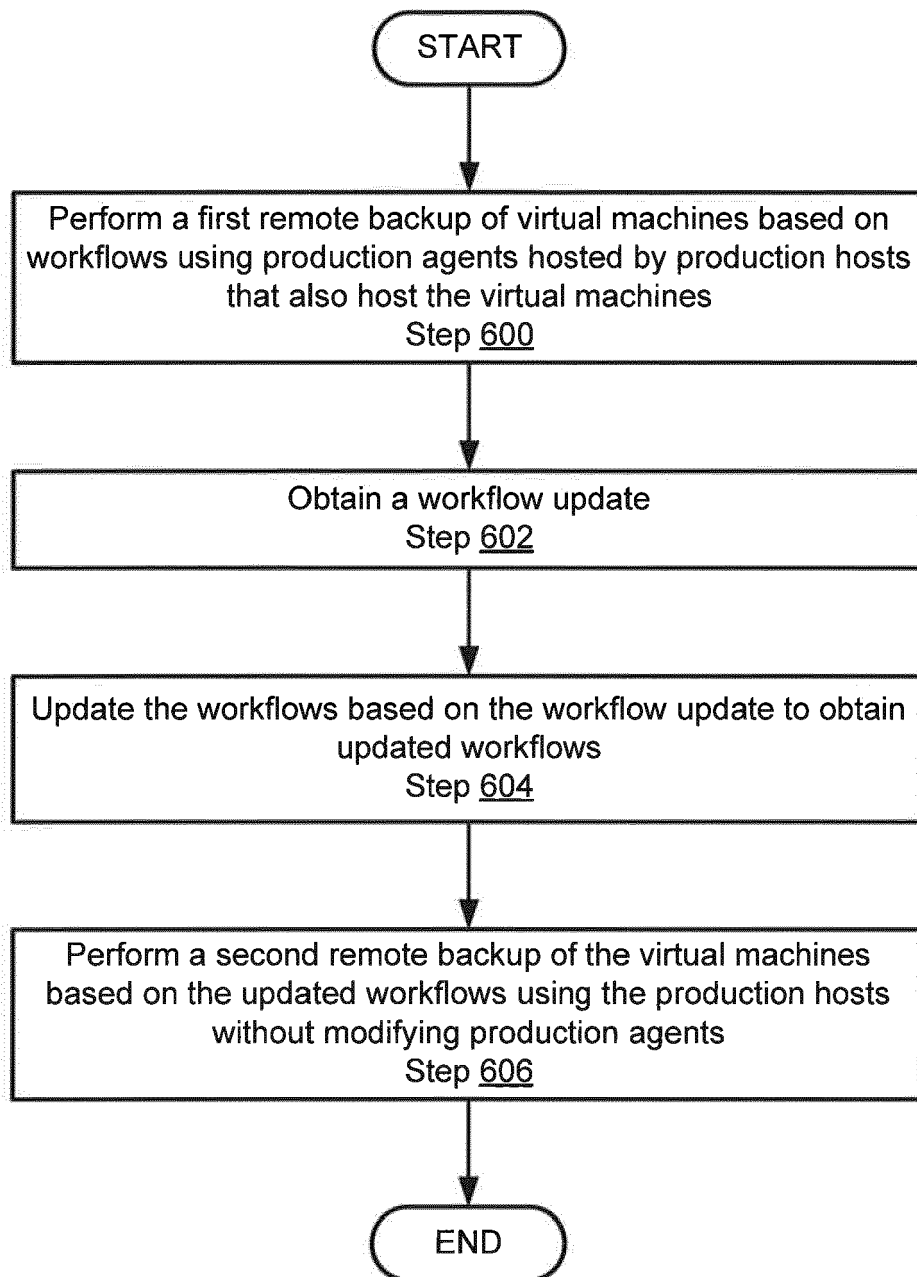 START
Perform a first remote backup of virtual machines based on
workflows using production agents hosted by production hosts
that also host the virtual machines
Step 600
Obtain a workflow update
Step 602
Update the workflows based on the workflow update to obtain
updated workflows
Step 604
Perform a second remote backup of the virtual machines
based on the updated workflows using the production hosts
without modifying production agents
Step 606
END